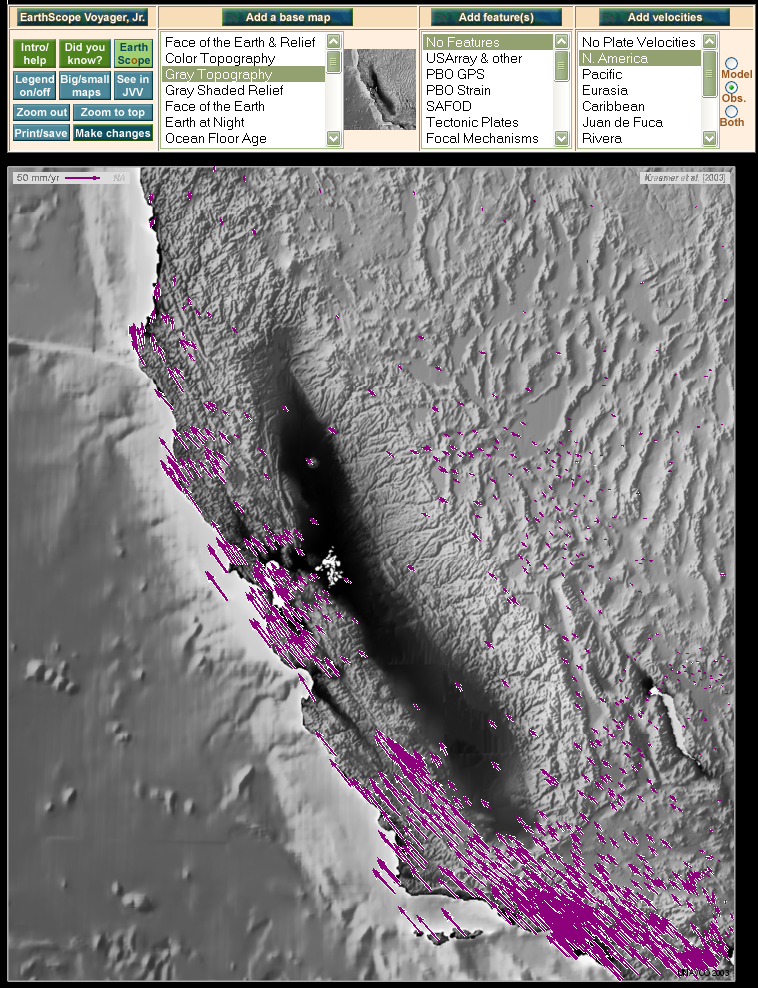 EarthScope Voyager, Jr.
Add a base map
Add feature(s)
Add velocities
Intro/
help
Did you
know?
Earth
Scope
Legend
on/off
Big/small
maps
See in
JVV
Zoom out
Zoom to top
Print/save
Make changes
Face of the Earth & Relief
Color Topography
Gray Topography
Gray Shaded Relief
Face of the Earth
Earth at Night
Ocean Floor Age
No Features
USArray & other
PBO GPS
PBO Strain
SAFOD
Tectonic Plates
Focal Mechanisms
No Plate Velocities
N. America
Pacific
Eurasia
Caribbean
Juan de Fuca
Rivera
Model
Obs.
Both
50 mm/yr
NA
Kreemer et al. [2003]
UNAVCO 2003